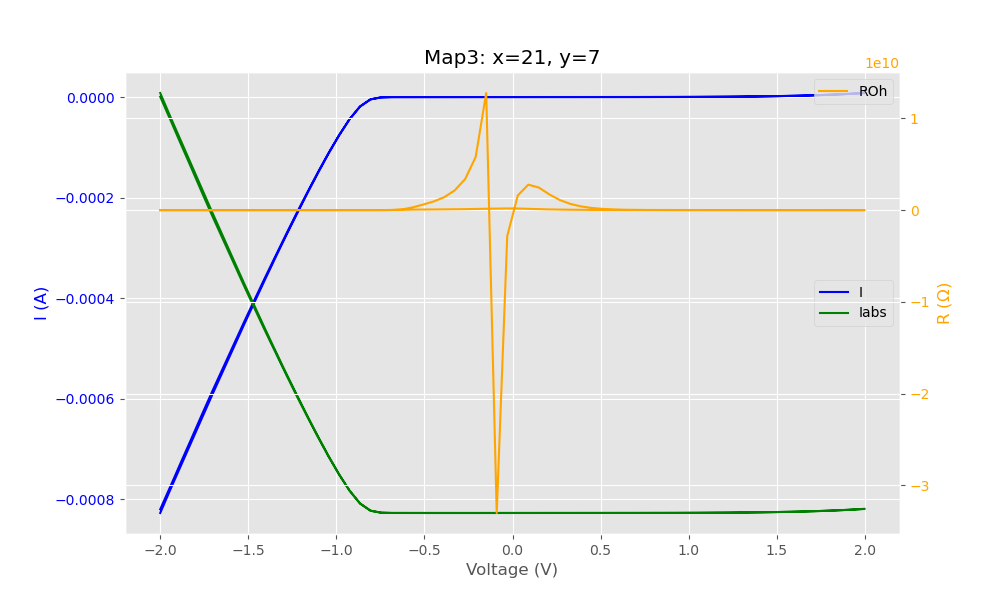 Map3: x=21, y=7
1e10
ROh
I
Iabs
I (A)
0.0000
−0.0002
−0.0004
−0.0006
−0.0008
1
0
−1
−2
−3
R (Ω)
−2.0 −1.5 −1.0 −0.5 0.0 0.5 1.0 1.5 2.0
Voltage (V)